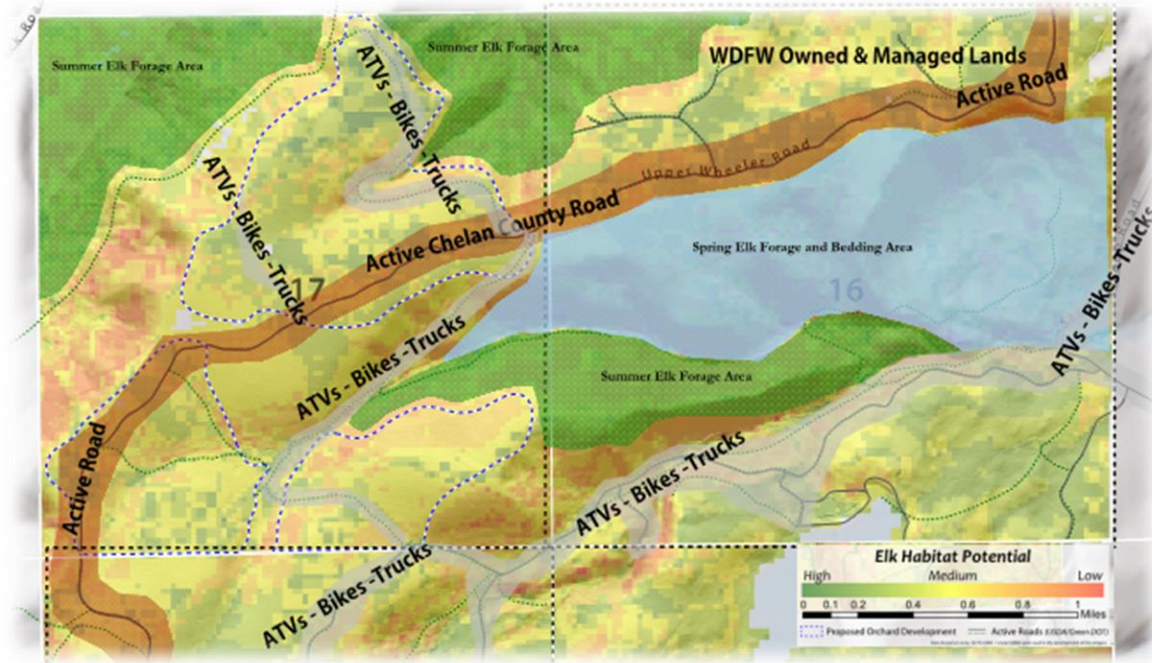 Summer Elk Forage Area
Summer Elk Forage Area
WDFW Owned & Managed Lands
Active Road
ATVs - Bikes -Trucks
ATVs - Bikes -Trucks
Upper Wheeler Road
Active Chelan County Road
Spring Elk Forage and Bedding Area
17
16
Road
ATVs - Bikes -Trucks
ATVs - Bikes -Trucks
Summer Elk Forage Area
Active Road
ATVs - Bikes -Trucks
ATVs - Bikes -Trucks
Elk Habitat Potential
High Medium Low
0 0.1 0.2 0.4 0.6 0.8 1
Miles
Proposed Orchard Development Active Roads